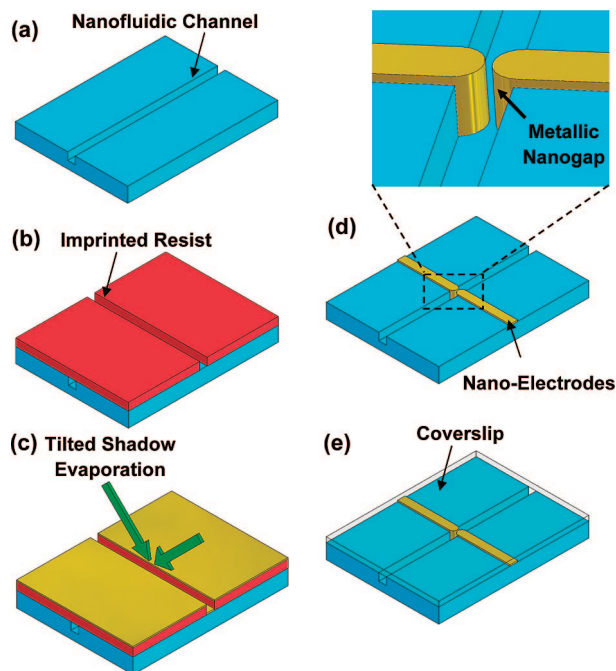 (a)
Nanofluidic Channel
Metallic
Nanogap
(b)
Imprinted Resist
(d)
Nano-Electrodes
(c)
Tilted Shadow
Evaporation
(e)
Coverslip